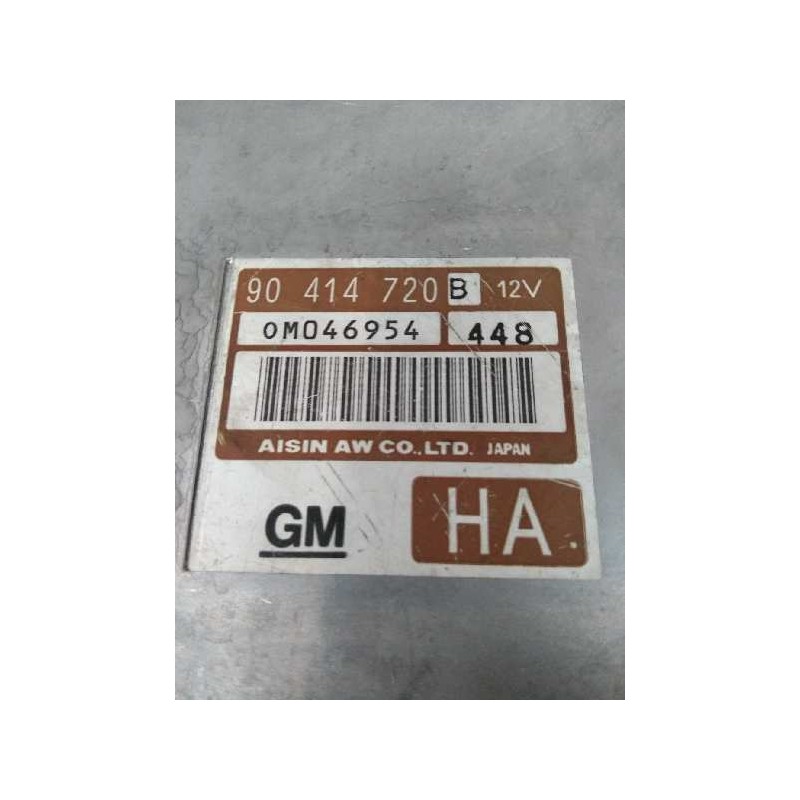 90 414 720 B 12V
0M046954 448
AISIN AW CO.,LTD. JAPAN
GM HA